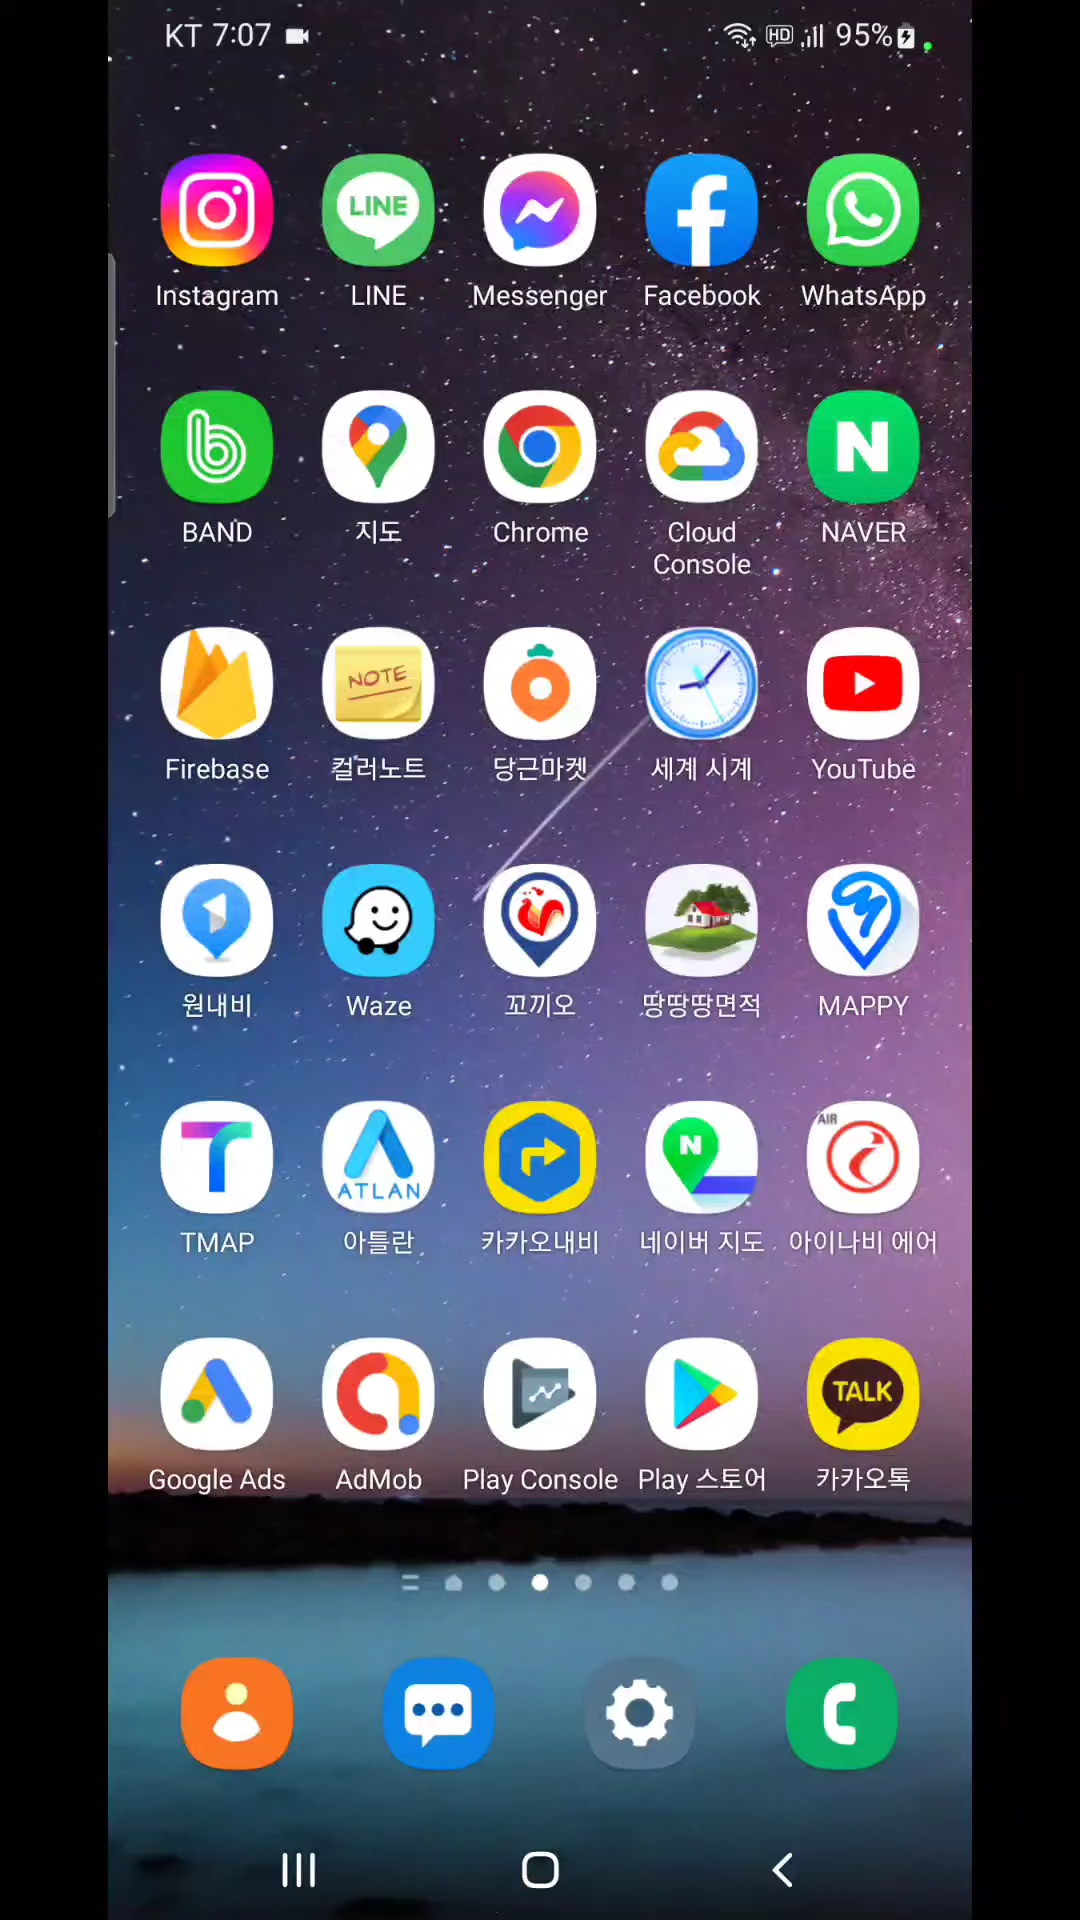 KT 7:07 HD 95%
LINE
Instagram LINE Messenger Facebook WhatsApp
N
BAND 지도 Chrome Cloud Console NAVER
NOTE
Firebase 컬러노트 당근마켓 세계 시계 YouTube
원내비 Waze 꼬끼오 땅땅땅면적 MAPPY
ATLAN N AIR
TMAP 아틀란 카카오내비 네이버 지도 아이나비 에어
TALK
Google Ads AdMob Play Console Play 스토어 카카오톡